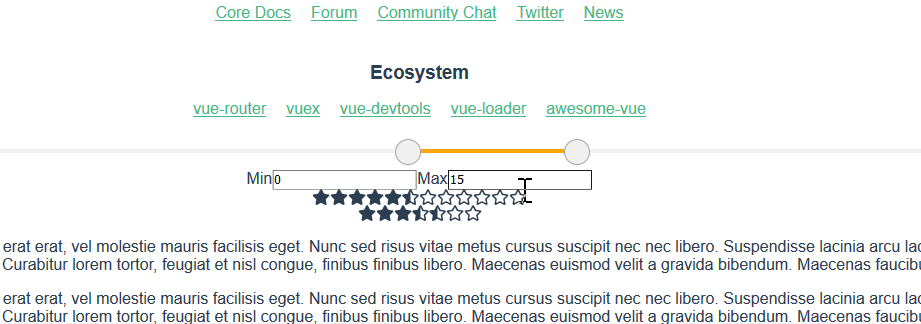 Core Docs Forum Community Chat Twitter News
Ecosystem
vue-router vuex vue-devtools vue-loader awesome-vue
Min 0 Max 15
erat erat, vel molestie mauris facilisis eget. Nunc sed risus vitae metus cursus suscipit nec nec libero. Suspendisse lacinia arcu lac
Curabitur lorem tortor, feugiat et nisl congue, finibus finibus libero. Maecenas euismod velit a gravida bibendum. Maecenas faucibu
erat erat, vel molestie mauris facilisis eget. Nunc sed risus vitae metus cursus suscipit nec nec libero. Suspendisse lacinia arcu lac
Curabitur lorem tortor, feugiat et nisl congue, finibus finibus libero. Maecenas euismod velit a gravida bibendum. Maecenas faucibu